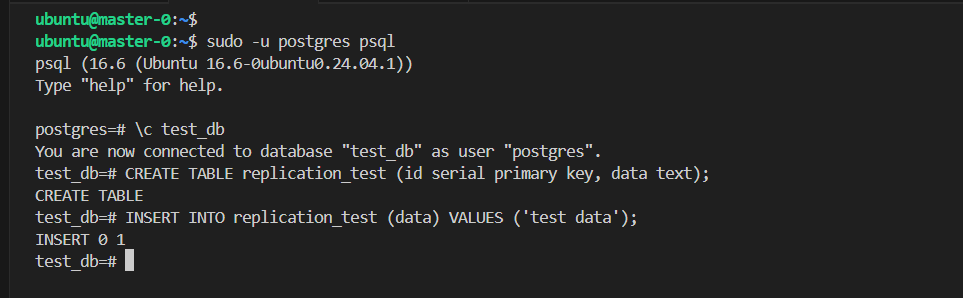 ubuntu@master-0:~$
ubuntu@master-0:~$ sudo -u postgres psql
psql (16.6 (Ubuntu 16.6-0ubuntu0.24.04.1))
Type "help" for help.
postgres=# \c test_db
You are now connected to database "test_db" as user "postgres".
test_db=# CREATE TABLE replication_test (id serial primary key, data text);
CREATE TABLE
test_db=# INSERT INTO replication_test (data) VALUES ('test data');
INSERT 0 1
test_db=#